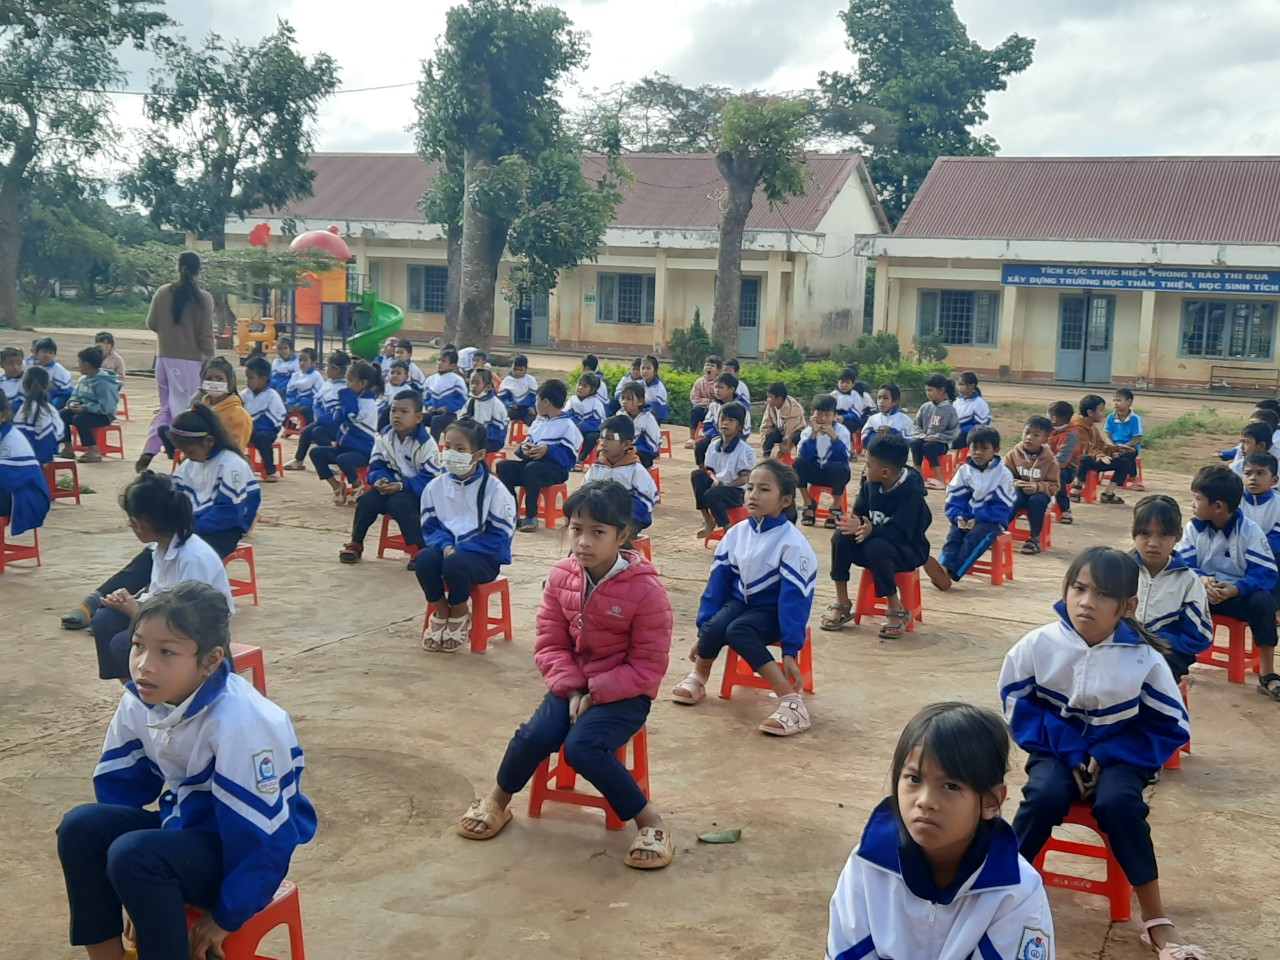 TÍCH CỰC THỰC HIỆN "PHONG TRÀO THI ĐUA
XÂY DỰNG TRƯỜNG HỌC THÂN THIỆN, HỌC SINH TÍCH